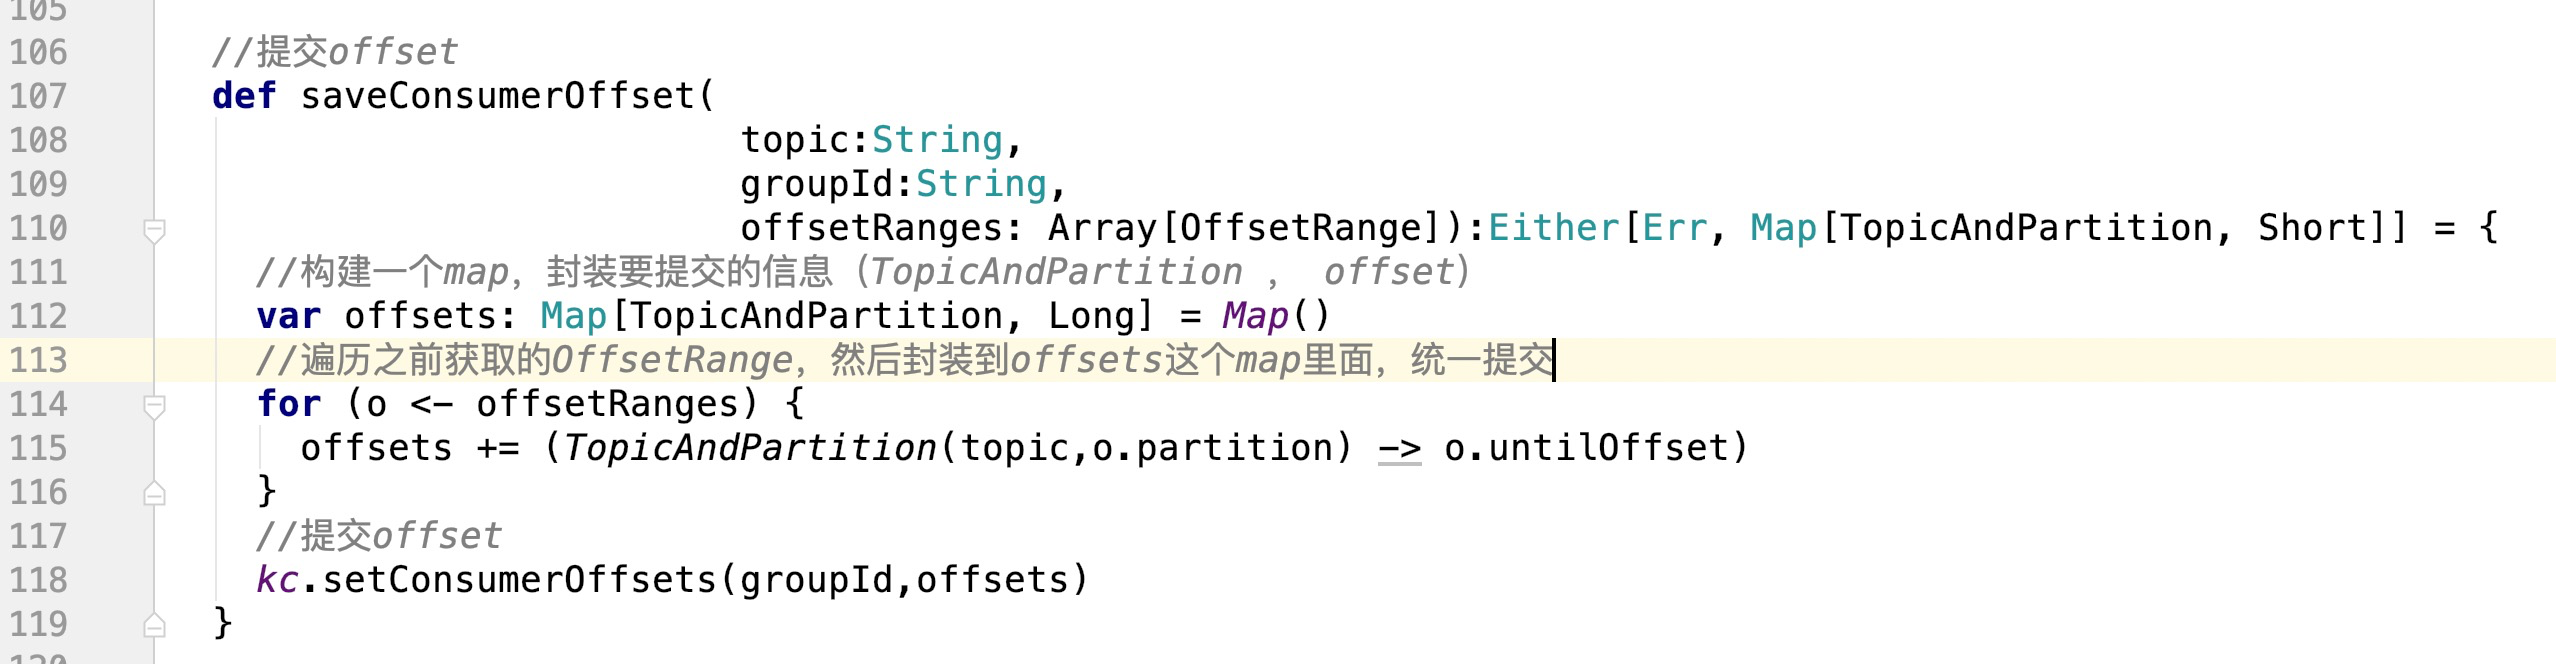 105
106 //提交offset
107 def saveConsumerOffset(
108 topic:String,
109 groupId:String,
110 offsetRanges: Array[OffsetRange]):Either[Err, Map[TopicAndPartition, Short]] = {
111 //构建一个map，封装要提交的信息（TopicAndPartition ， offset）
112 var offsets: Map[TopicAndPartition, Long] = Map()
113 //遍历之前获取的OffsetRange，然后封装到offsets这个map里面，统一提交
114 for (o <- offsetRanges) {
115 offsets += (TopicAndPartition(topic,o.partition) -> o.untilOffset)
116 }
117 //提交offset
118 kc.setConsumerOffsets(groupId,offsets)
119 }
120